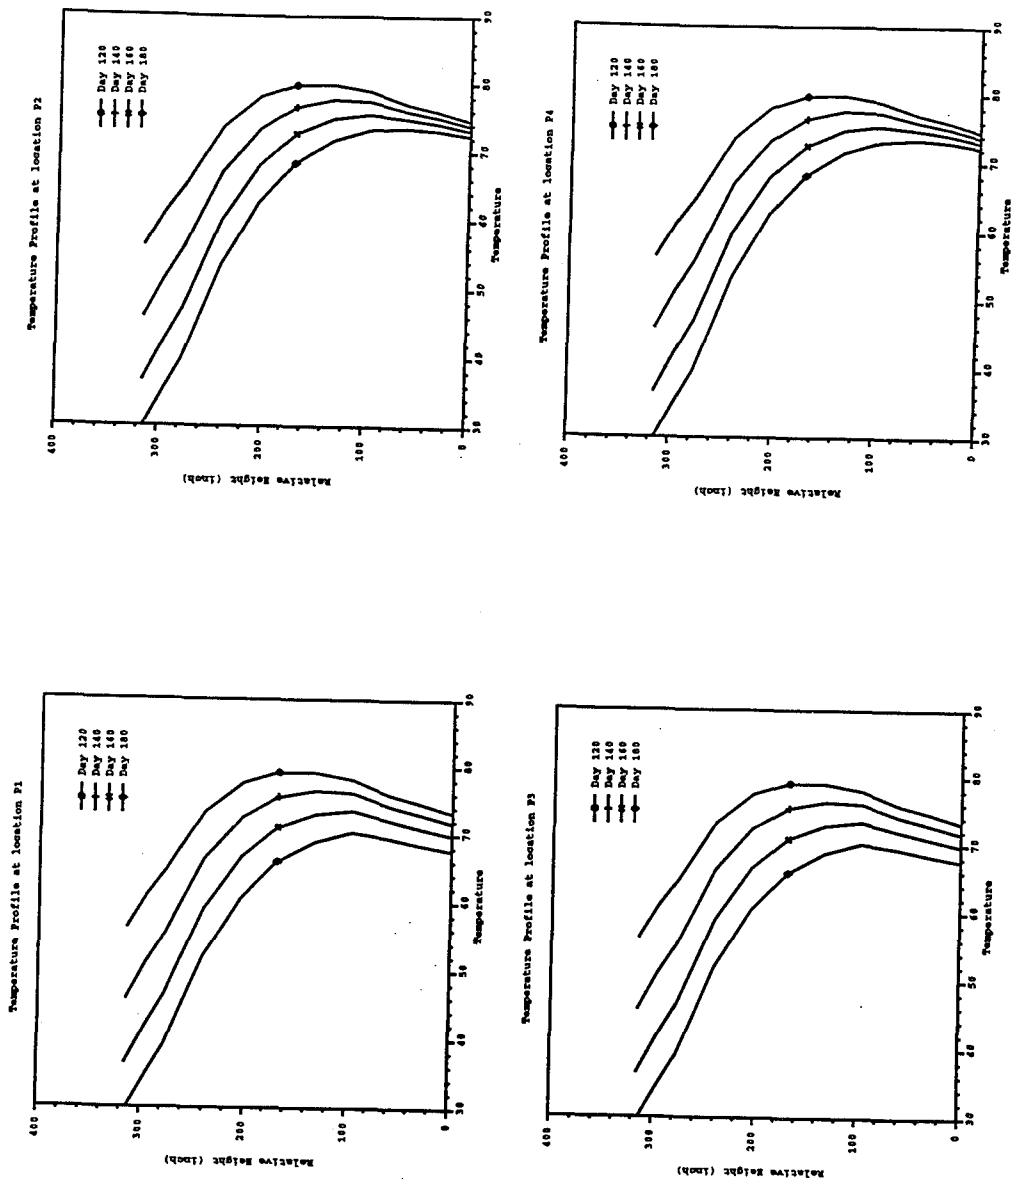 Temperature Profile at location P1
400
300
200
100
0
Relative Height (inch)
30
40
50
60
70
80
90
Temperature
Day 120
Day 140
Day 160
Day 180
Temperature Profile at location P2
400
300
200
100
0
Relative Height (inch)
30
40
50
60
70
80
90
Temperature
Day 120
Day 140
Day 160
Day 180
Temperature Profile at location P3
400
300
200
100
0
Relative Height (inch)
30
40
50
60
70
80
90
Temperature
Day 120
Day 140
Day 160
Day 180
Temperature Profile at location P4
400
300
200
100
0
Relative Height (inch)
30
40
50
60
70
80
90
Temperature
Day 120
Day 140
Day 160
Day 180